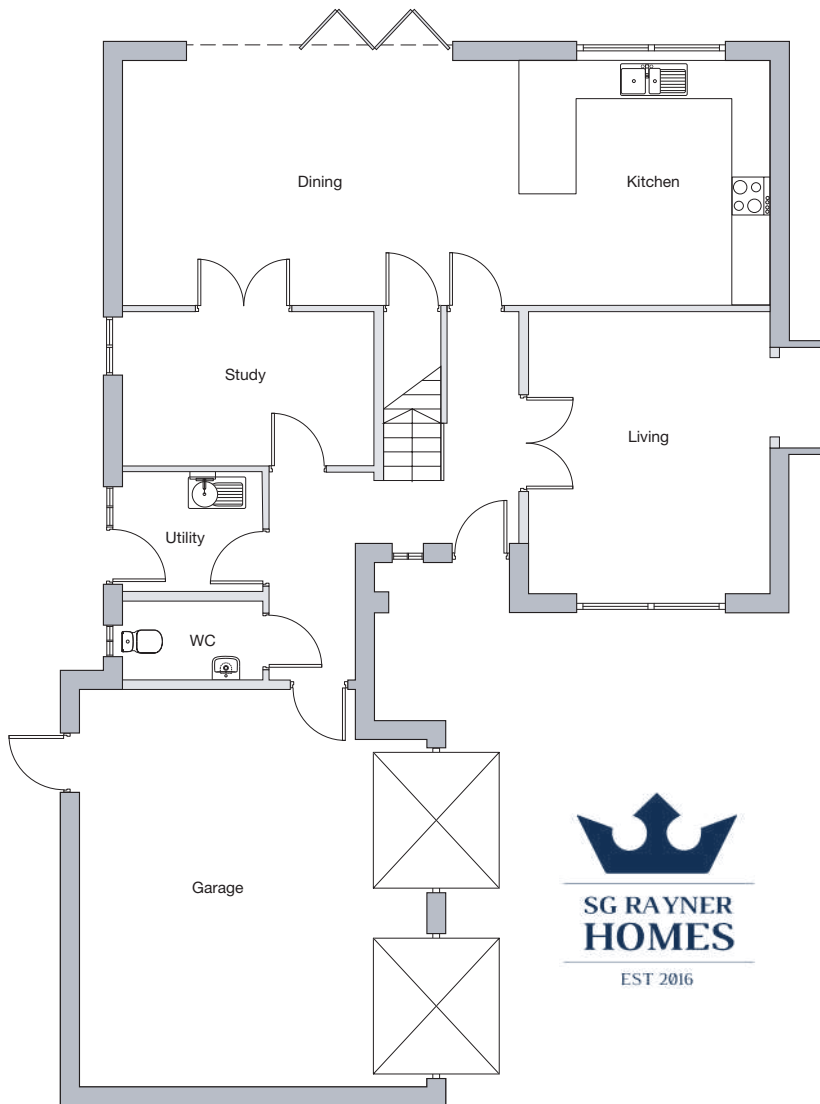 Dining
Kitchen
Study
Living
Utility
WC
Garage
SG RAYNER
HOMES
EST 2016